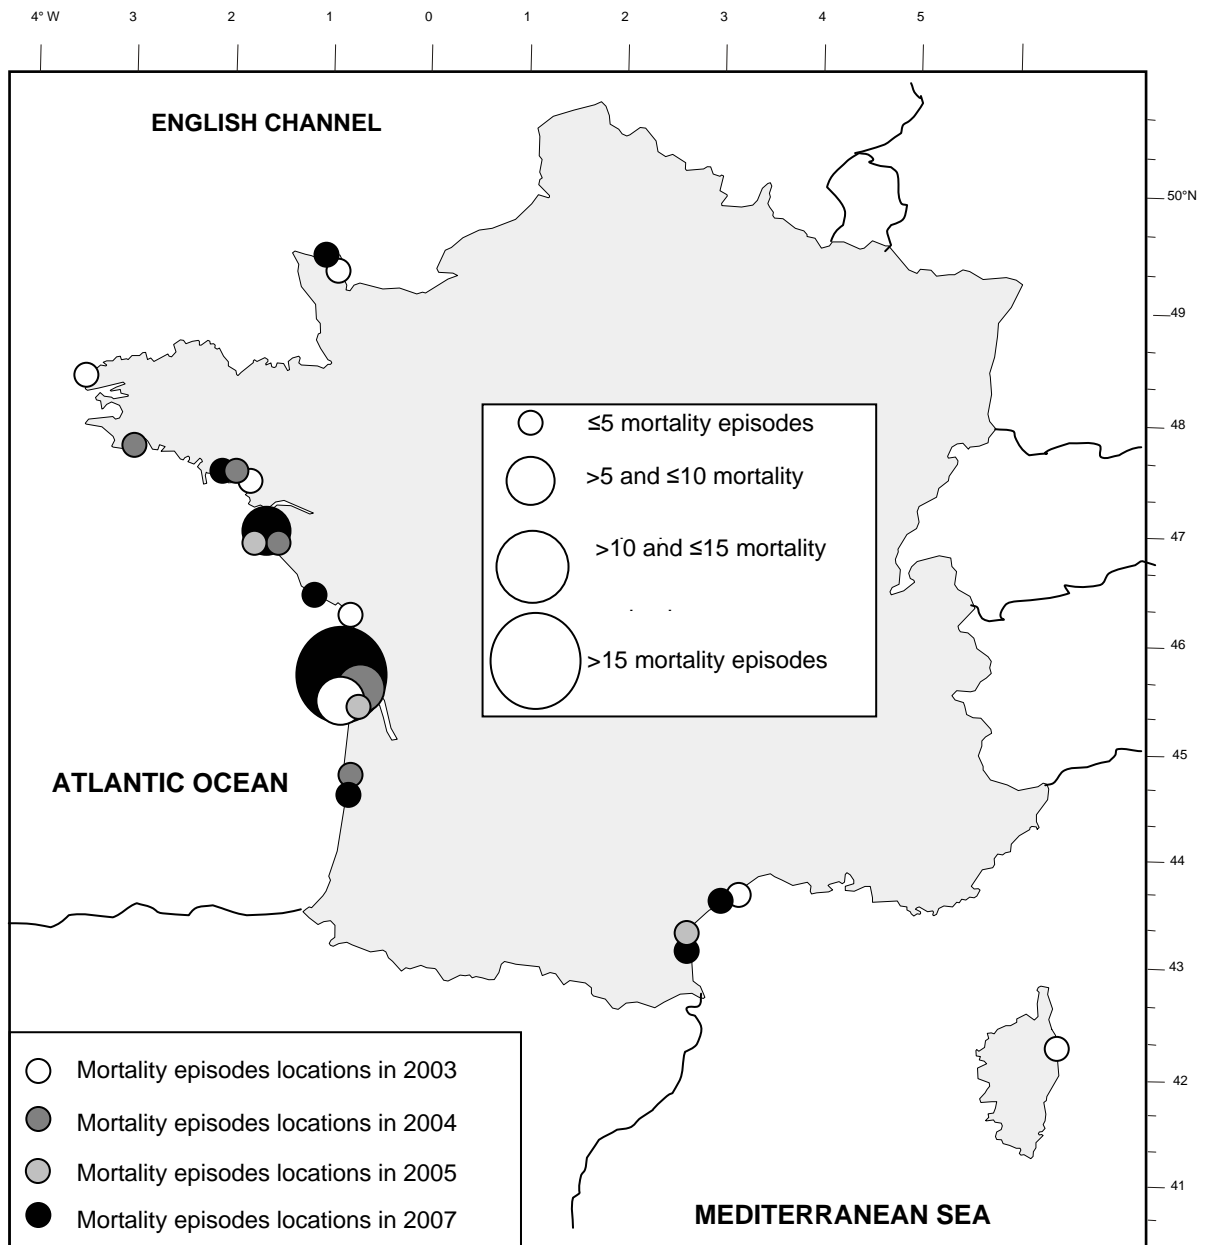 4° W 3 2 1 0 1 2 3 4 5
ENGLISH CHANNEL
50°N
49
≤5 mortality episodes
48
>5 and ≤10 mortality
47
>10 and ≤15 mortality
46
>15 mortality episodes
45
ATLANTIC OCEAN
44
43
Mortality episodes locations in 2003
42
Mortality episodes locations in 2004
Mortality episodes locations in 2005
41
Mortality episodes locations in 2007
MEDITERRANEAN SEA